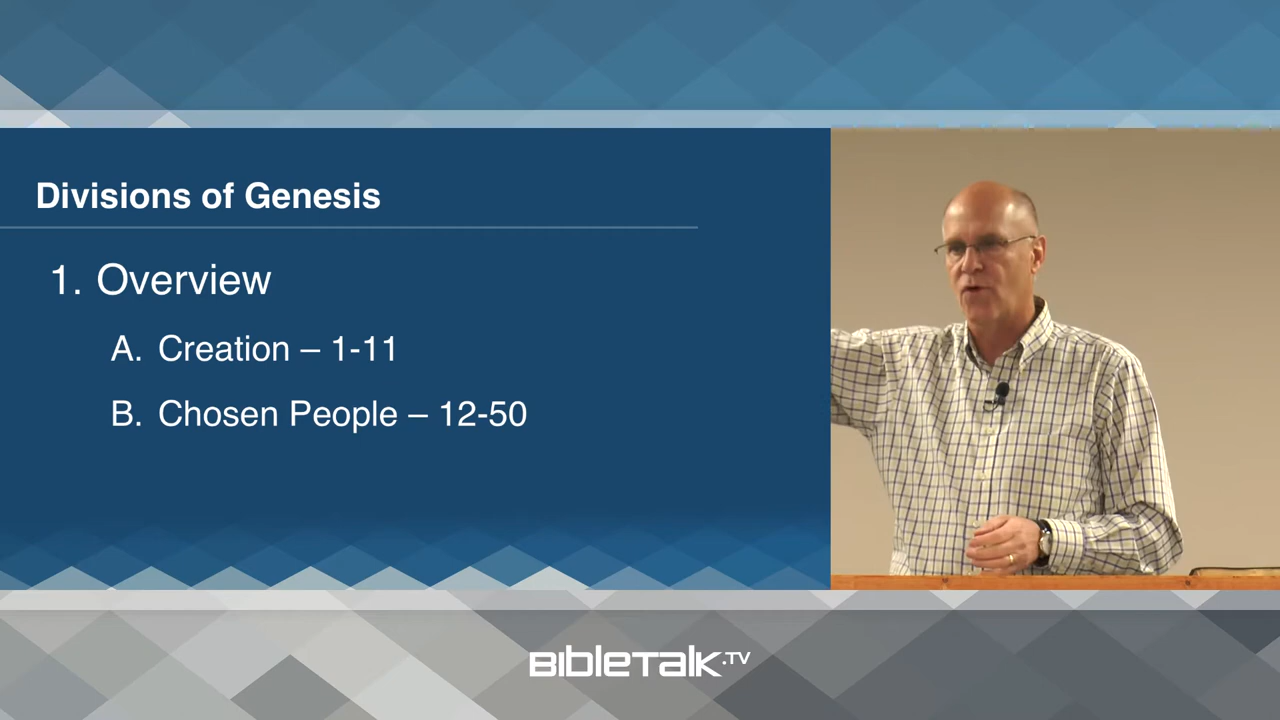 Divisions of Genesis
1. Overview
A. Creation – 1-11
B. Chosen People – 12-50
BIBLETALK.TV